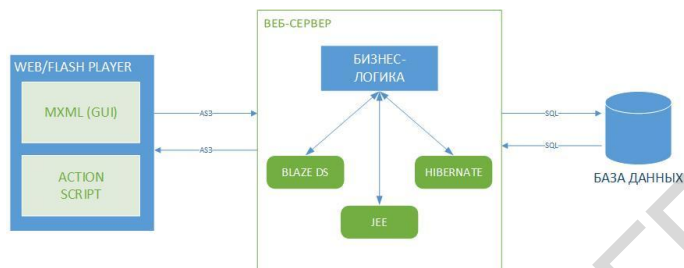 ВЕБ-СЕРВЕР
WEB/FLASH PLAYER
MXML (GUI)
ACTION
SCRIPT
AS3
AS3
БИЗНЕС-
ЛОГИКА
BLAZE DS
HIBERNATE
JEE
SQL
SQL
БАЗА ДАННЫХ